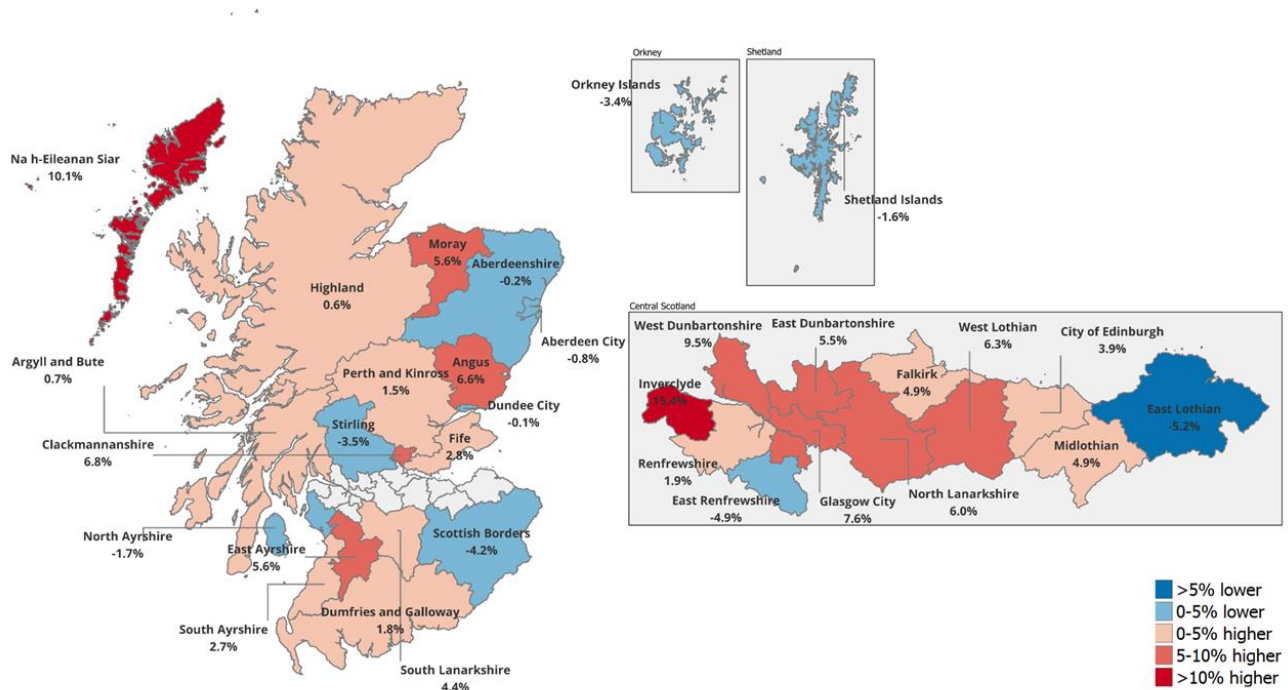 Orkney
Orkney Islands
-3.4%
Shetland
Shetland Islands
-1.6%
Na h-Eileanan Siar
10.1%
Moray
5.6%
Aberdeenshire
-0.2%
Highland
0.6%
Aberdeen City
-0.8%
Argyll and Bute
0.7%
Perth and Kinross
1.5%
Angus
6.6%
Dundee City
-0.1%
Stirling
-3.5%
Clackmannanshire
6.8%
Fife
2.8%
North Ayrshire
-1.7%
East Ayrshire
5.6%
Scottish Borders
-4.2%
South Ayrshire
2.7%
Dumfries and Galloway
1.8%
South Lanarkshire
4.4%
Central Scotland
West Dunbartonshire
9.5%
East Dunbartonshire
5.5%
West Lothian
6.3%
City of Edinburgh
3.9%
Inverclyde
15.4%
Falkirk
4.9%
East Lothian
-5.2%
Midlothian
4.9%
Renfrewshire
1.9%
East Renfrewshire
-4.9%
Glasgow City
7.6%
North Lanarkshire
6.0%
>5% lower
0-5% lower
0-5% higher
5-10% higher
>10% higher